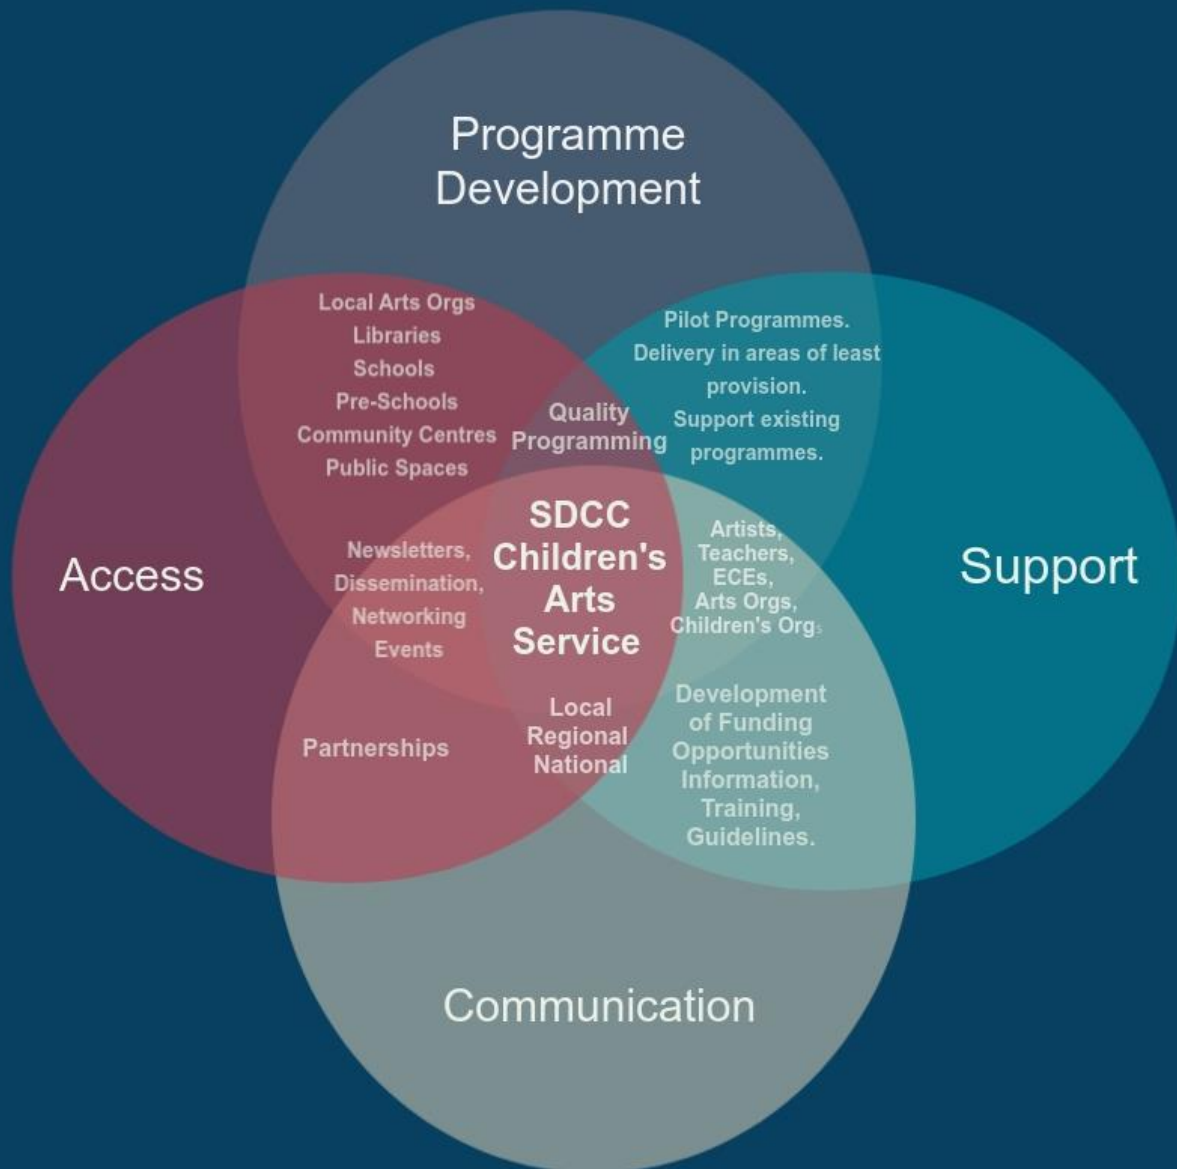 Programme
Development
Local Arts Orgs
Libraries
Schools
Pre-Schools
Community Centres
Public Spaces
Quality
Programming
Pilot Programmes.
Delivery in areas of least
provision.
Support existing
programmes.
Access
Newsletters,
Dissemination,
Networking
Events
SDCC
Children's
Arts
Service
Artists,
Teachers,
ECEs,
Arts Orgs,
Children's Orgs
Support
Partnerships
Local
Regional
National
Development
of Funding
Opportunities
Information,
Training,
Guidelines.
Communication